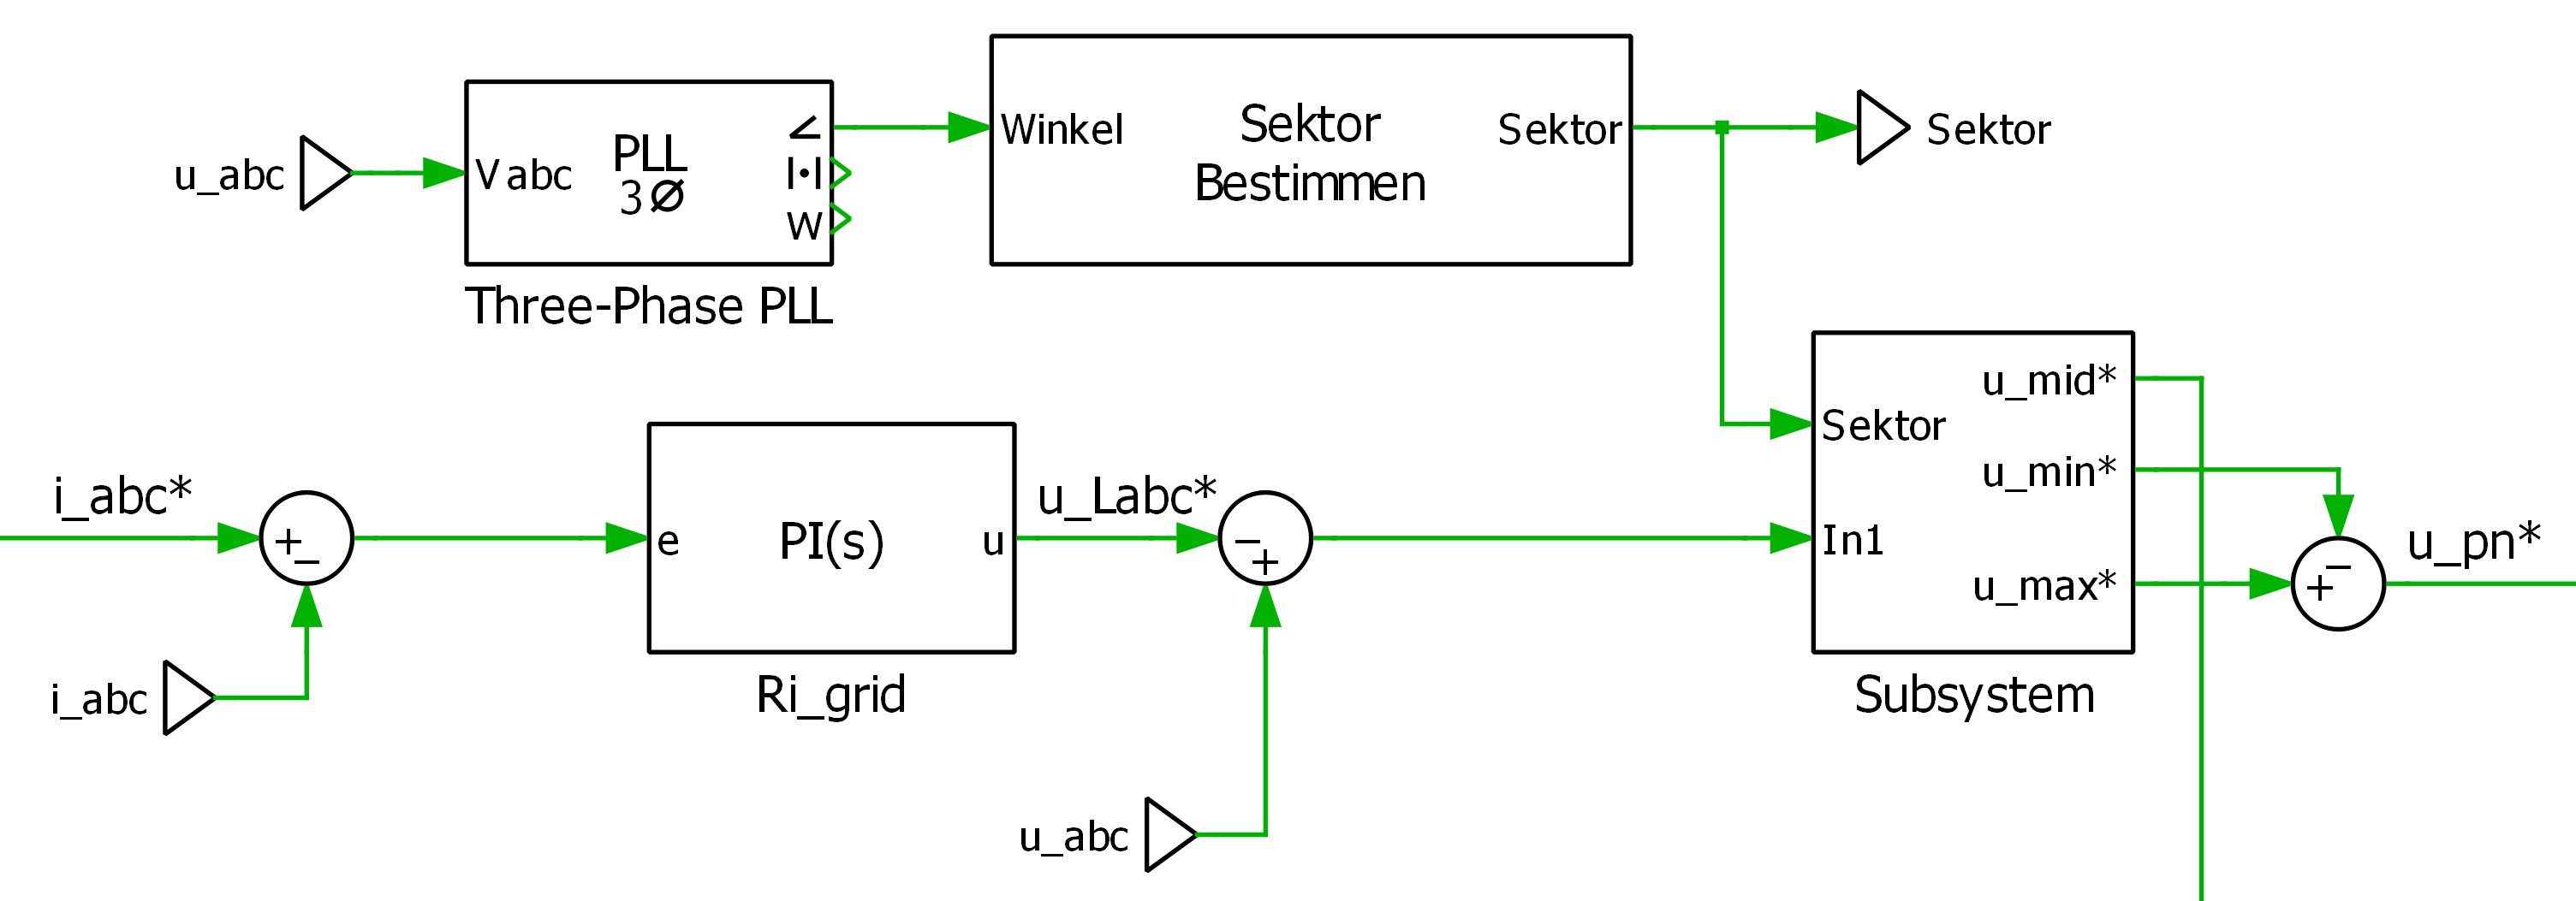 u_abc
Vabc
PLL
3Ø
∠
|·|
w
Three-Phase PLL
Winkel
Sektor
Bestimmen
Sektor
Sektor
i_abc*
+
−
i_abc
e
PI(s)
u
Ri_grid
u_Labc*
−
+
u_abc
Sektor
In1
u_mid*
u_min*
u_max*
Subsystem
−
+
u_pn*